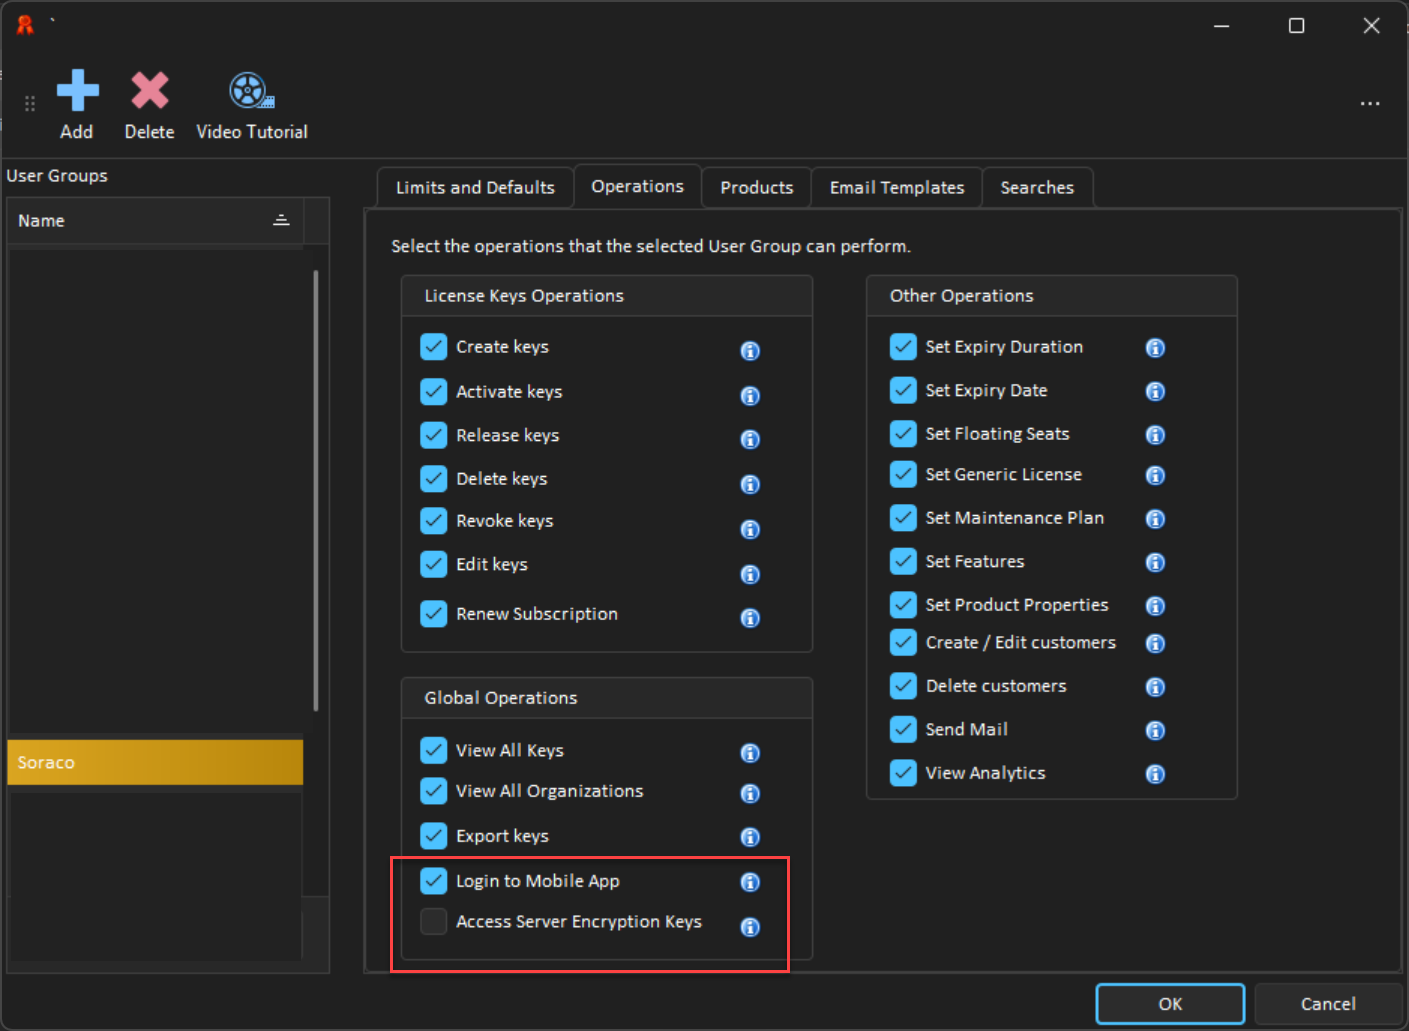 Add
Delete
Video Tutorial
User Groups
Name
Soraco
Limits and Defaults
Operations
Products
Email Templates
Searches
Select the operations that the selected User Group can perform.
License Keys Operations
Create keys
Activate keys
Release keys
Delete keys
Revoke keys
Edit keys
Renew Subscription
Global Operations
View All Keys
View All Organizations
Export keys
Login to Mobile App
Access Server Encryption Keys
Other Operations
Set Expiry Duration
Set Expiry Date
Set Floating Seats
Set Generic License
Set Maintenance Plan
Set Features
Set Product Properties
Create / Edit customers
Delete customers
Send Mail
View Analytics
OK
Cancel